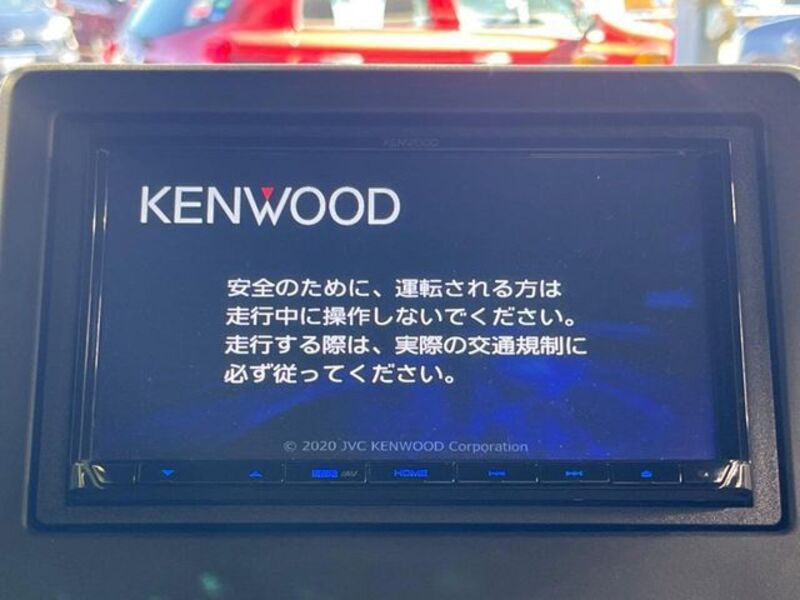 KENWOOD
KENWOOD
安全のために、運転される方は
走行中に操作しないでください。
走行する際は、実際の交通規制に
必ず従ってください。
© 2020 JVC KENWOOD Corporation
HOME